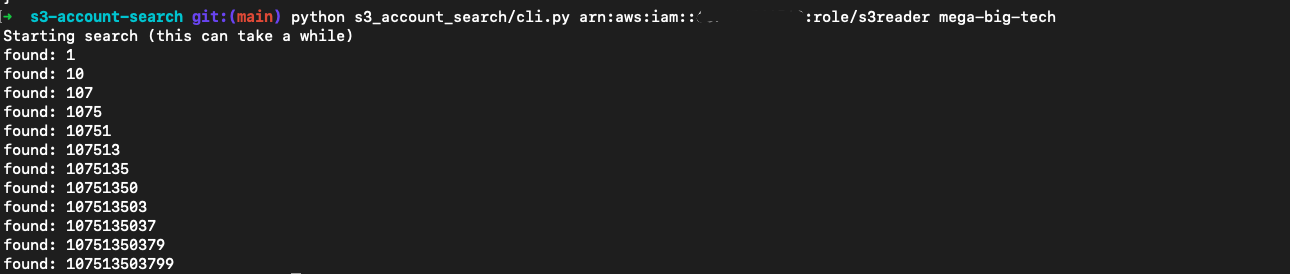 ➜ s3-account-search git:(main) python s3_account_search/cli.py arn:aws:iam:: :role/s3reader mega-big-tech
Starting search (this can take a while)
found: 1
found: 10
found: 107
found: 1075
found: 10751
found: 107513
found: 1075135
found: 10751350
found: 107513503
found: 1075135037
found: 10751350379
found: 107513503799